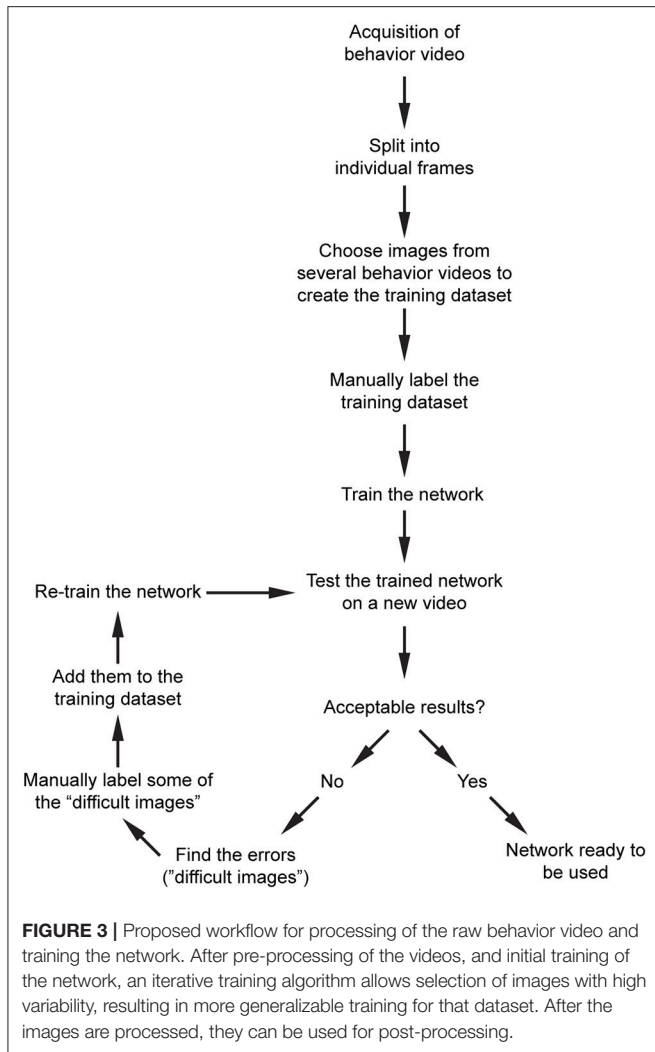 Acquisition of
behavior video
Split into
individual frames
Choose images from
several behavior videos to
create the training dataset
Manually label the
training dataset
Train the network
Test the trained network
on a new video
Re-train the network
Add them to the
training dataset
Acceptable results?
Manually label some of
the “difficult images”
No
Yes
Find the errors
(”difficult images”)
Network ready to
be used
FIGURE 3 | Proposed workflow for processing of the raw behavior video and
training the network. After pre-processing of the videos, and initial training of
the network, an iterative training algorithm allows selection of images with high
variability, resulting in more generalizable training for that dataset. After the
images are processed, they can be used for post-processing.